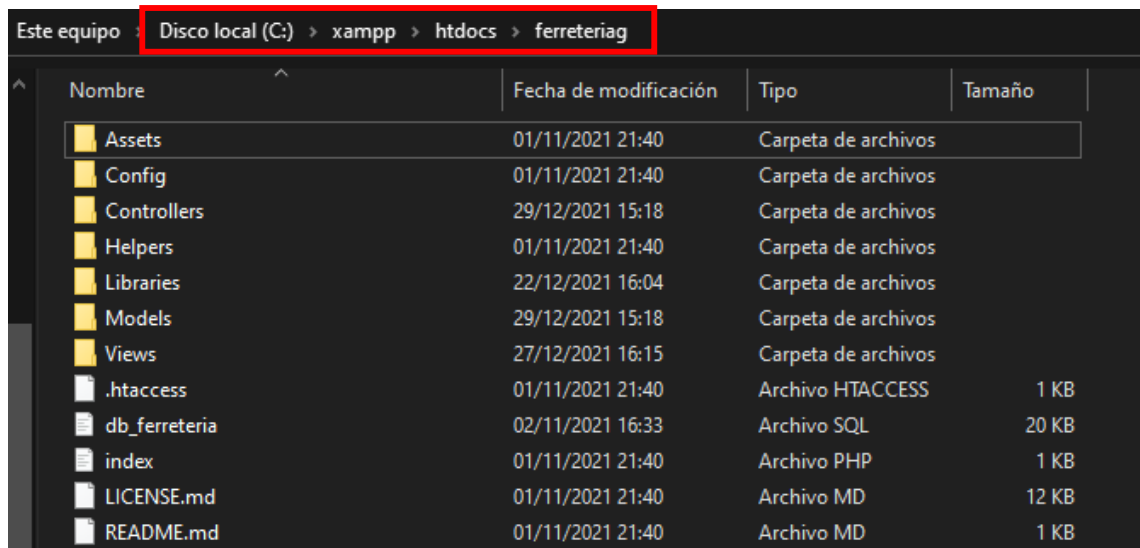 Este equipo > Disco local (C:) > xampp > htdocs > ferreteriag
Nombre Fecha de modificación Tipo Tamaño
Assets 01/11/2021 21:40 Carpeta de archivos
Config 01/11/2021 21:40 Carpeta de archivos
Controllers 29/12/2021 15:18 Carpeta de archivos
Helpers 01/11/2021 21:40 Carpeta de archivos
Libraries 22/12/2021 16:04 Carpeta de archivos
Models 29/12/2021 15:18 Carpeta de archivos
Views 27/12/2021 16:15 Carpeta de archivos
.htaccess 01/11/2021 21:40 Archivo HTACCESS 1 KB
db_ferreteria 02/11/2021 16:33 Archivo SQL 20 KB
index 01/11/2021 21:40 Archivo PHP 1 KB
LICENSE.md 01/11/2021 21:40 Archivo MD 12 KB
README.md 01/11/2021 21:40 Archivo MD 1 KB